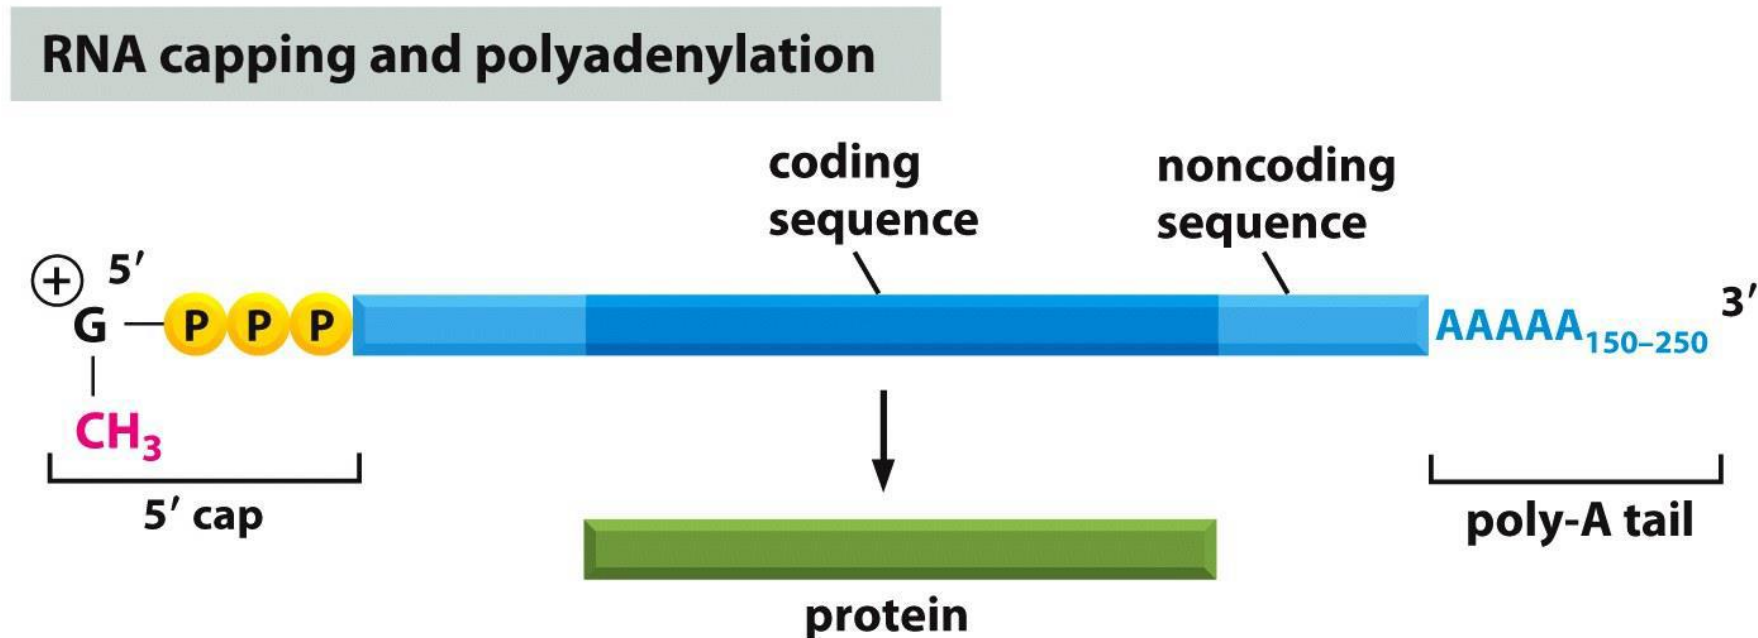 RNA capping and polyadenylation
coding
sequence
noncoding
sequence
+
5′
G
P P P
CH₃
AAAAA₁₅₀₋₂₅₀
3′
5′ cap
poly-A tail
protein